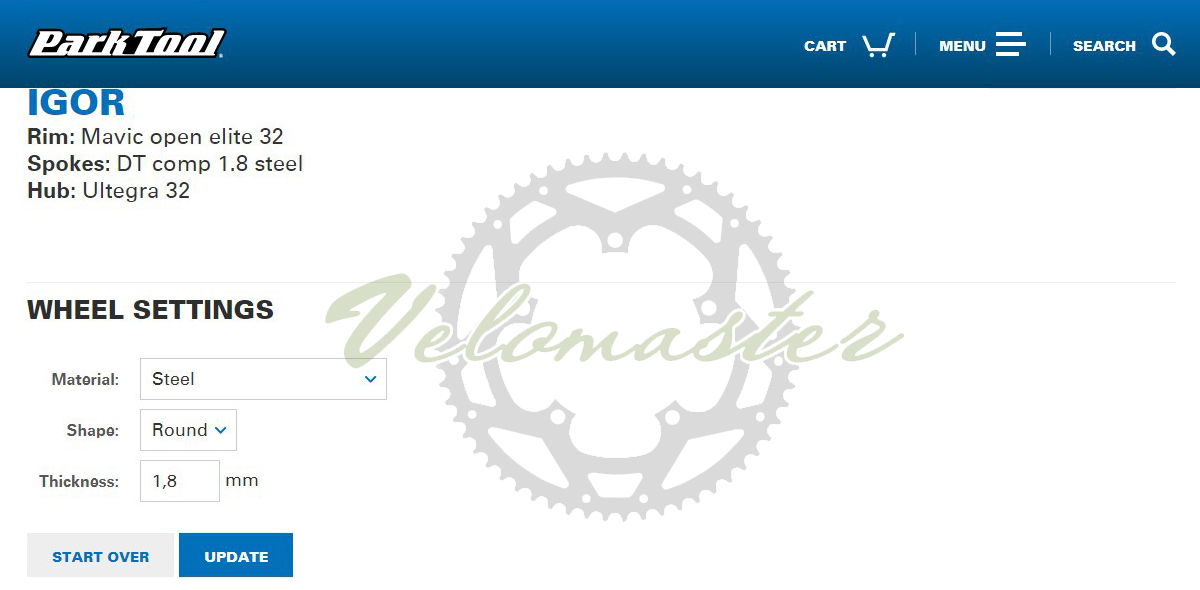 ParkTool
CART
MENU
SEARCH
IGOR
Rim: Mavic open elite 32
Spokes: DT comp 1.8 steel
Hub: Ultegra 32
WHEEL SETTINGS
Velomaster
Material: Steel
Shape: Round
Thickness: 1,8 mm
START OVER
UPDATE